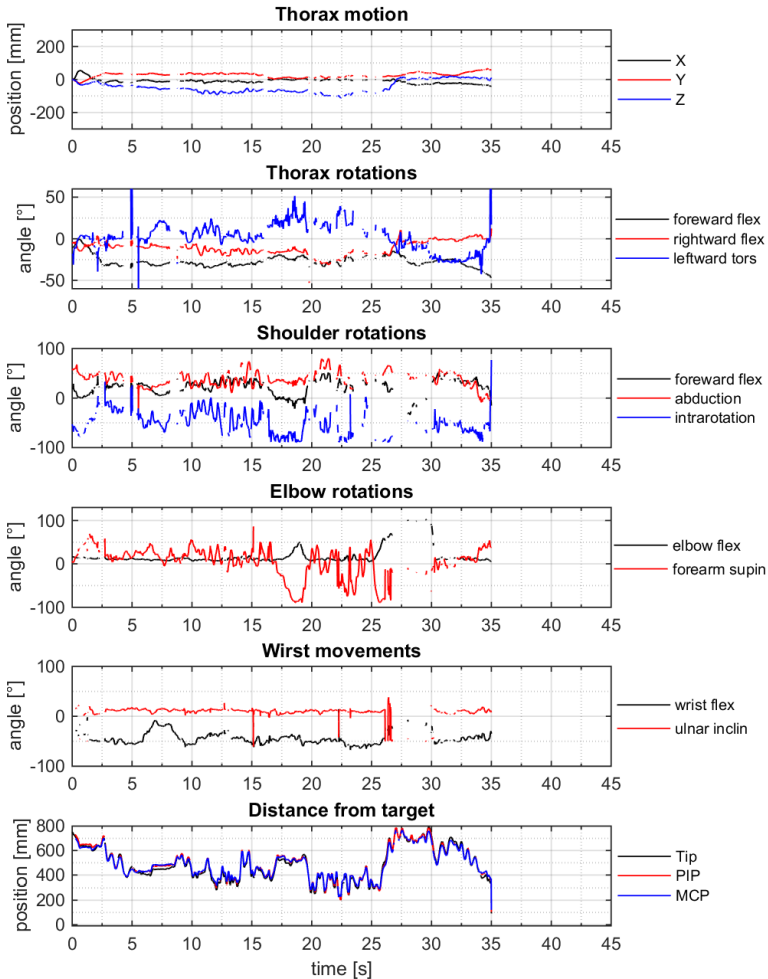 Thorax motion
position [mm]
200
0
-200
0 5 10 15 20 25 30 35 40 45
X
Y
Z
Thorax rotations
angle [°]
50
0
-50
0 5 10 15 20 25 30 35 40 45
foreward flex
rightward flex
leftward tors
Shoulder rotations
angle [°]
100
0
-100
0 5 10 15 20 25 30 35 40 45
foreward flex
abduction
intrarotation
Elbow rotations
angle [°]
100
0
-100
0 5 10 15 20 25 30 35 40 45
elbow flex
forearm supin
Wirst movements
angle [°]
100
0
-100
0 5 10 15 20 25 30 35 40 45
wrist flex
ulnar inclin
Distance from target
position [mm]
800
600
400
200
0
0 5 10 15 20 25 30 35 40 45
time [s]
Tip
PIP
MCP